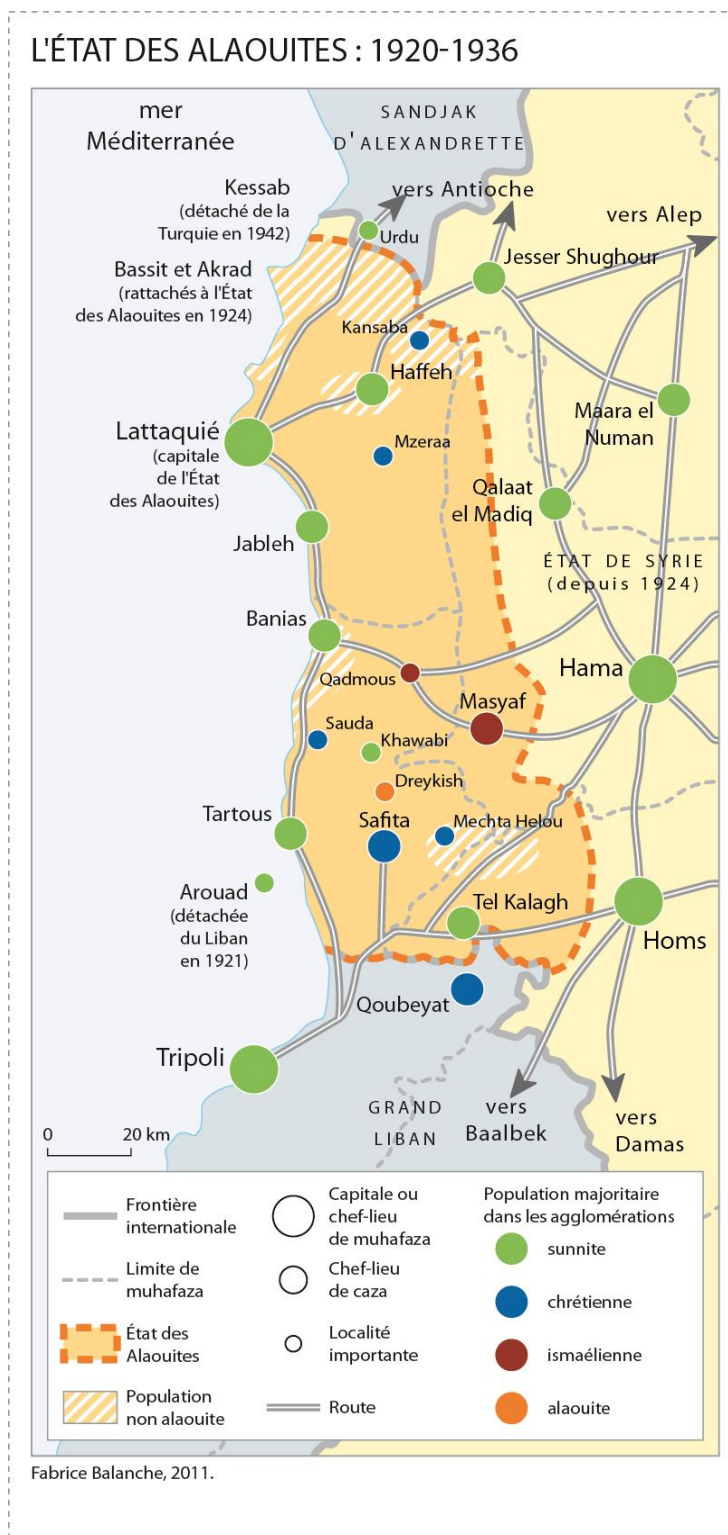 L'ÉTAT DES ALAOUITES : 1920-1936
mer
Méditerranée
SANDJAK
D'ALEXANDRETTE
Kessab
(détaché de la
Turquie en 1942)
vers Antioche
vers Alep
Urdu
Jesser Shughour
Bassit et Akrad
(rattachés à l'État
des Alaouites en 1924)
Kansaba
Haffeh
Maara el
Numan
Lattaquié
(capitale
de l'État
des Alaouites)
Mzeraa
Qalaat
el Madiq
Jableh
ÉTAT DE SYRIE
(depuis 1924)
Banias
Hama
Qadmous
Masyaf
Sauda
Khawabi
Dreykish
Tartous
Safita
Mechta Helou
Arouad
(détachée
du Liban
en 1921)
Tel Kalagh
Homs
Qoubeyat
Tripoli
GRAND
LIBAN
vers
Baalbek
vers
Damas
0 20 km
Frontière
internationale
Limite de
muhafaza
État des
Alaouites
Population
non alaouite
Capitale ou
chef-lieu
de muhafaza
Chef-lieu
de caza
Localité
importante
Route
Population majoritaire
dans les agglomérations
sunnite
chrétienne
ismaélienne
alaouite
Fabrice Balanche, 2011.